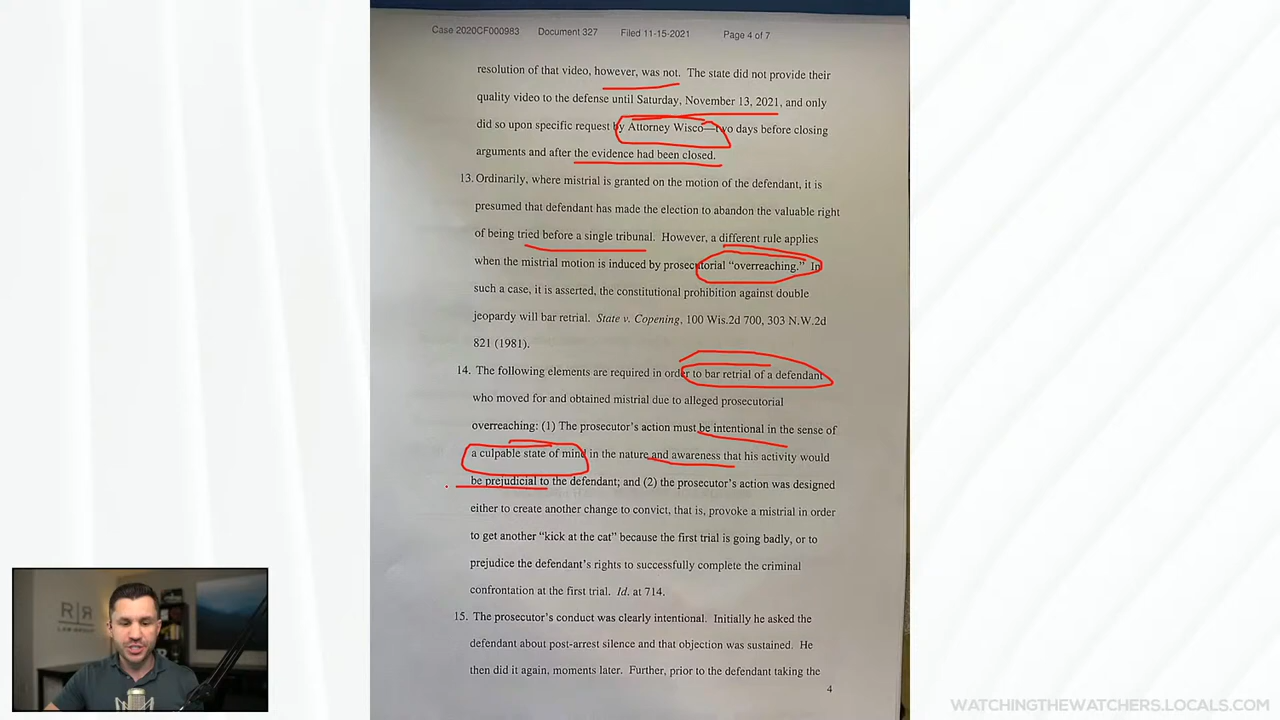 Case 2020CF000983 Document 327 Filed 11-15-2021 Page 4 of 7
resolution of that video, however, was not. The state did not provide their
quality video to the defense until Saturday, November 13, 2021, and only
did so upon specific request by Attorney Wisco—two days before closing
arguments and after the evidence had been closed.
13. Ordinarily, where mistrial is granted on the motion of the defendant, it is
presumed that defendant has made the election to abandon the valuable right
of being tried before a single tribunal. However, a different rule applies
when the mistrial motion is induced by prosecutorial “overreaching.” In
such a case, it is asserted, the constitutional prohibition against double
jeopardy will bar retrial. State v. Copening, 100 Wis.2d 700, 303 N.W.2d
821 (1981).
14. The following elements are required in order to bar retrial of a defendant
who moved for and obtained mistrial due to alleged prosecutorial
overreaching: (1) The prosecutor’s action must be intentional in the sense of
a culpable state of mind in the nature and awareness that his activity would
be prejudicial to the defendant; and (2) the prosecutor’s action was designed
either to create another change to convict, that is, provoke a mistrial in order
to get another “kick at the cat” because the first trial is going badly, or to
prejudice the defendant’s rights to successfully complete the criminal
confrontation at the first trial. Id. at 714.
15. The prosecutor’s conduct was clearly intentional. Initially he asked the
defendant about post-arrest silence and that objection was sustained. He
then did it again, moments later. Further, prior to the defendant taking the
4
R|R
LAW GROUP
WATCHINGTHEWATCHERS.LOCALS.COM